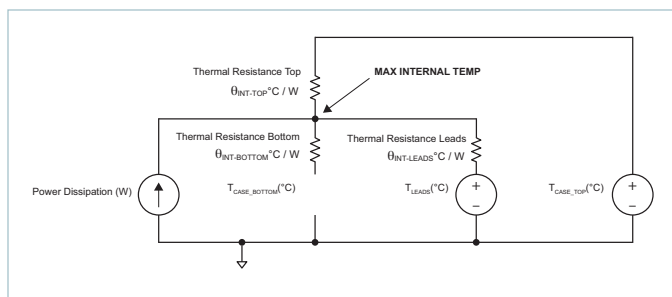 Thermal Resistance Top
θINT-TOP°C / W
MAX INTERNAL TEMP
Thermal Resistance Bottom
θINT-BOTTOM°C / W
Thermal Resistance Leads
θINT-LEADS°C / W
Power Dissipation (W)
TCASE_BOTTOM(°C)
TLEADS(°C)
TCASE_TOP(°C)
+
–
+
–